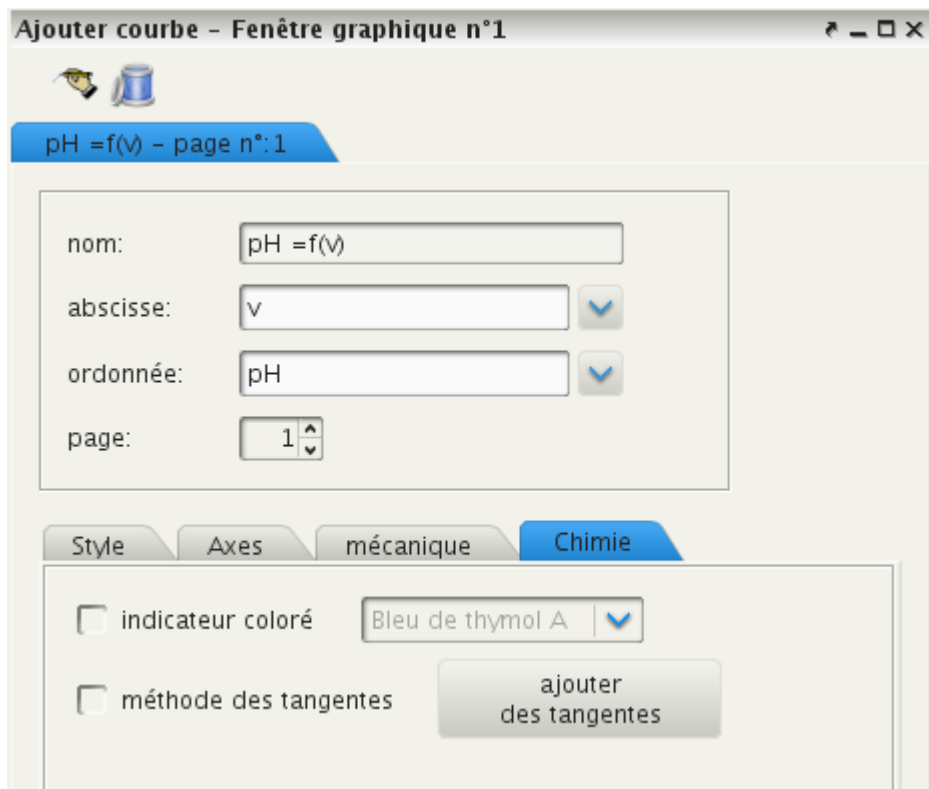 Ajouter courbe – Fenêtre graphique n°1
pH =f(v) – page n°:1
nom: pH =f(v)
abscisse: v
ordonnée: pH
page: 1
Style Axes mécanique Chimie
indicateur coloré Bleu de thymol A
méthode des tangentes ajouter
des tangentes